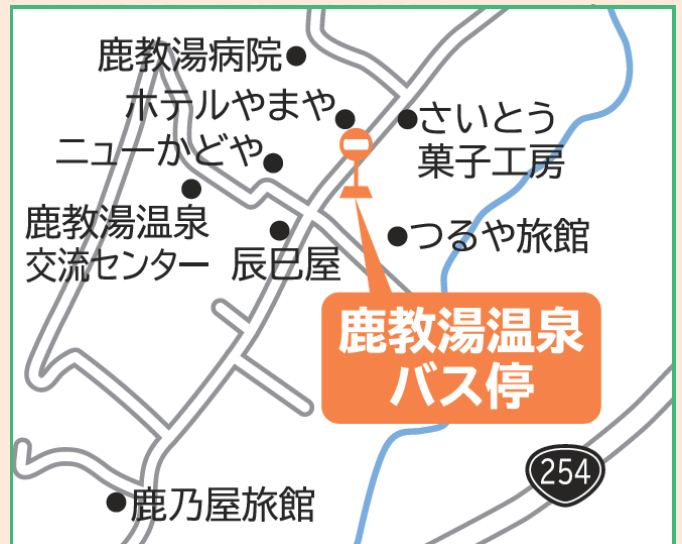 鹿教湯病院
ホテルやまや
さいとう
菓子工房
ニューかどや
鹿教湯温泉
交流センター
辰巳屋
つるや旅館
鹿教湯温泉
バス停
254
鹿乃屋旅館